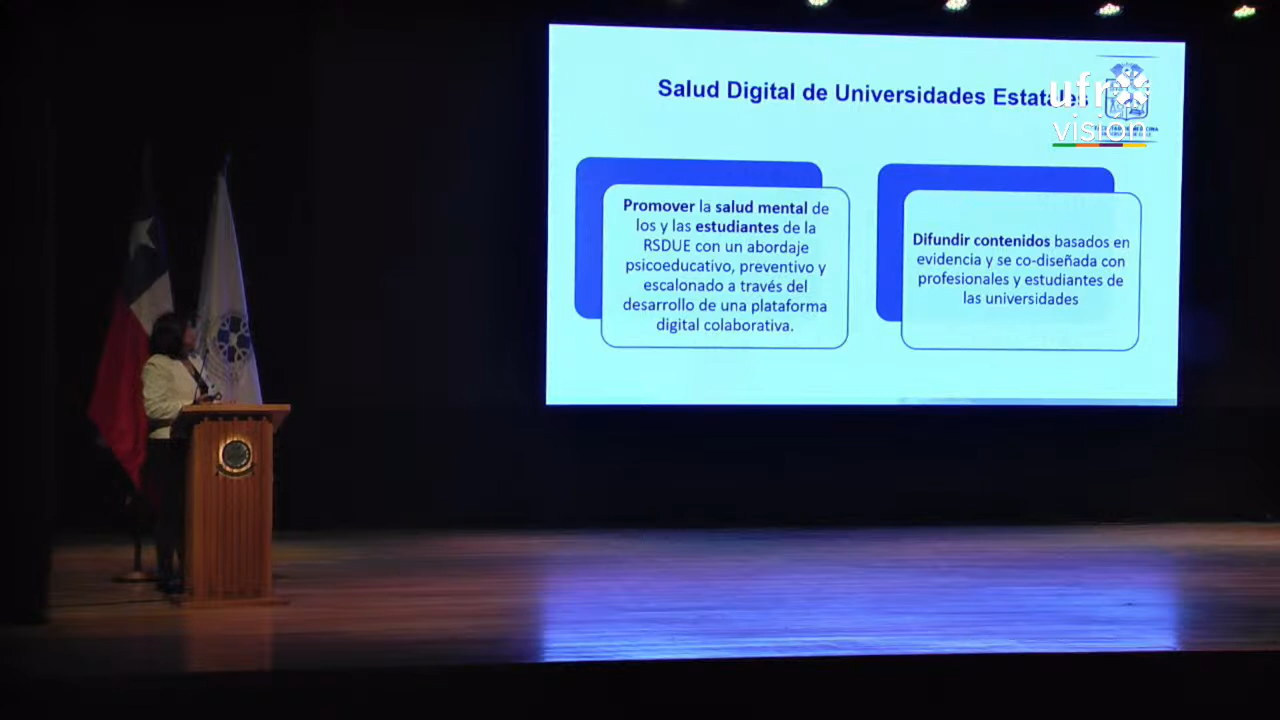 Salud Digital de Universidades Estatales
ufro
visión
Promover la salud mental de
los y las estudiantes de la
RSDUE con un abordaje
psicoeducativo, preventivo y
escalonado a través del
desarrollo de una plataforma
digital colaborativa.
Difundir contenidos basados en
evidencia y se co-diseñada con
profesionales y estudiantes de
las universidades